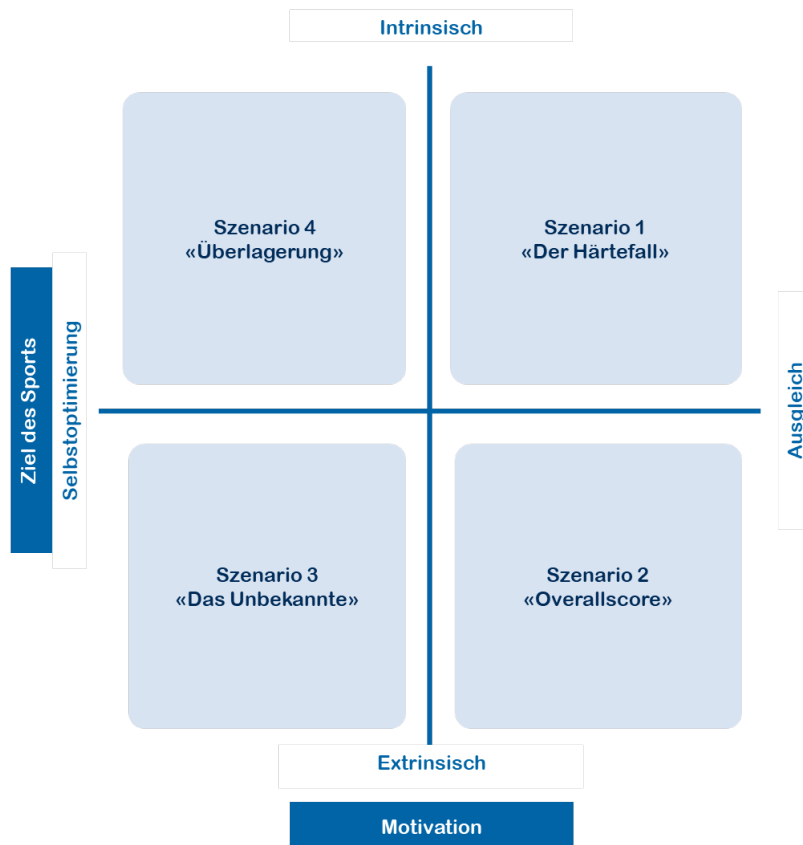 Intrinsisch
Szenario 4
«Überlagerung»
Szenario 1
«Der Härtefall»
Ziel des Sports
Selbstoptimierung
Ausgleich
Szenario 3
«Das Unbekannte»
Szenario 2
«Overallscore»
Extrinsisch
Motivation